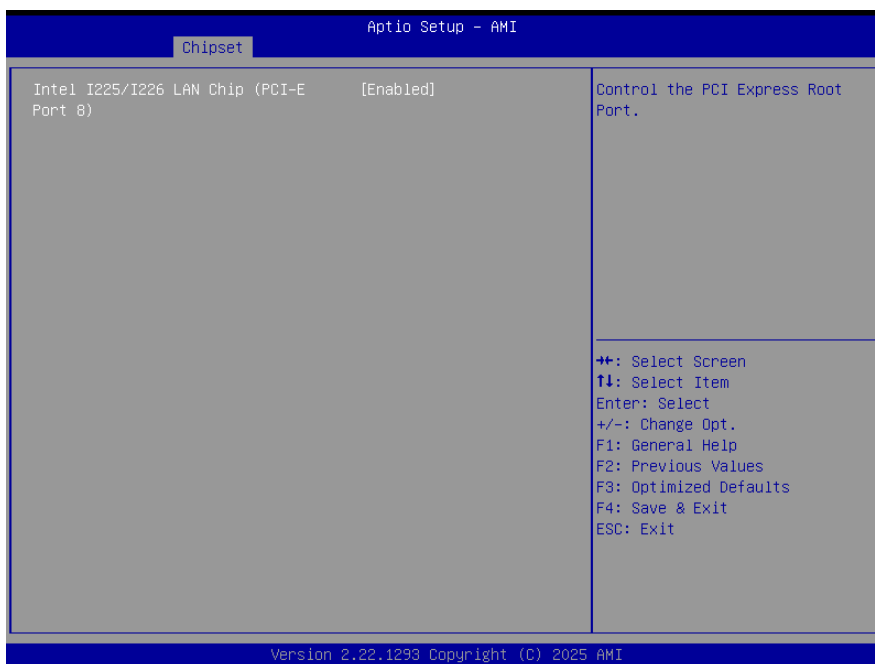 Aptio Setup - AMI
Chipset
Intel I225/I226 LAN Chip (PCI-E Port 8) [Enabled]
Control the PCI Express Root
Port.
→←: Select Screen
↑↓: Select Item
Enter: Select
+/-: Change Opt.
F1: General Help
F2: Previous Values
F3: Optimized Defaults
F4: Save & Exit
ESC: Exit
Version 2.22.1293 Copyright (C) 2025 AMI